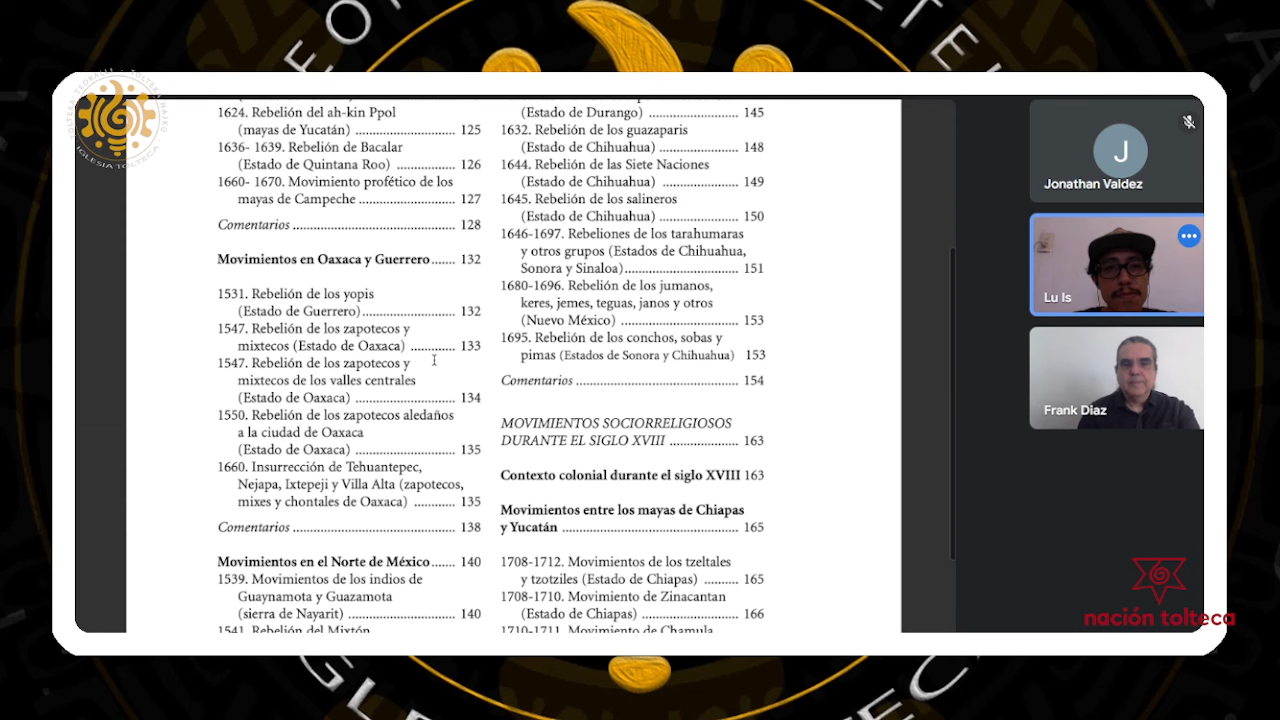 1624. Rebelión del ah-kin Ppol
(mayas de Yucatán) ........................ 125
1636- 1639. Rebelión de Bacalar
(Estado de Quintana Roo) .............. 126
1660- 1670. Movimiento profético de los
mayas de Campeche ....................... 127
Comentarios ....................................... 128
Movimientos en Oaxaca y Guerrero...... 132
1531. Rebelión de los yopis
(Estado de Guerrero)....................... 132
1547. Rebelión de los zapotecos y
mixtecos (Estado de Oaxaca) ........... 133
1547. Rebelión de los zapotecos y
mixtecos de los valles centrales
(Estado de Oaxaca) ......................... 134
1550. Rebelión de los zapotecos aledaños
a la ciudad de Oaxaca
(Estado de Oaxaca) ......................... 135
1660. Insurrección de Tehuantepec,
Nejapa, Ixtepeji y Villa Alta (zapotecos,
mixes y chontales de Oaxaca) .......... 135
Comentarios ....................................... 138
Movimientos en el Norte de México...... 140
1539. Movimientos de los indios de
Guaynamota y Guazamota
(sierra de Nayarit) .......................... 140
1541. Rebelión del Mixtón
(Estado de Durango) ...................... 145
1632. Rebelión de los guazaparis
(Estado de Chihuahua) ................... 148
1644. Rebelión de las Siete Naciones
(Estado de Chihuahua) .................. 149
1645. Rebelión de los salineros
(Estado de Chihuahua) ................... 150
1646-1697. Rebeliones de los tarahumaras
y otros grupos (Estados de Chihuahua,
Sonora y Sinaloa)........................... 151
1680-1696. Rebelión de los jumanos,
keres, jemes, teguas, janos y otros
(Nuevo México) ............................ 153
1695. Rebelión de los conchos, sobas y
pimas (Estados de Sonora y Chihuahua) 153
Comentarios ....................................... 154
MOVIMIENTOS SOCIORRELIGIOSOS
DURANTE EL SIGLO XVIII ................. 163
Contexto colonial durante el siglo XVIII 163
Movimientos entre los mayas de Chiapas
y Yucatán .......................................... 165
1708-1712. Movimientos de los tzeltales
y tzotziles (Estado de Chiapas) ......... 165
1708-1710. Movimiento de Zinacantan
(Estado de Chiapas) ........................ 166
1710-1711. Movimiento de Chamula
J
Jonathan Valdez
Lu Is
Frank Diaz
nación tolteca
IGLESIA TOLTECA